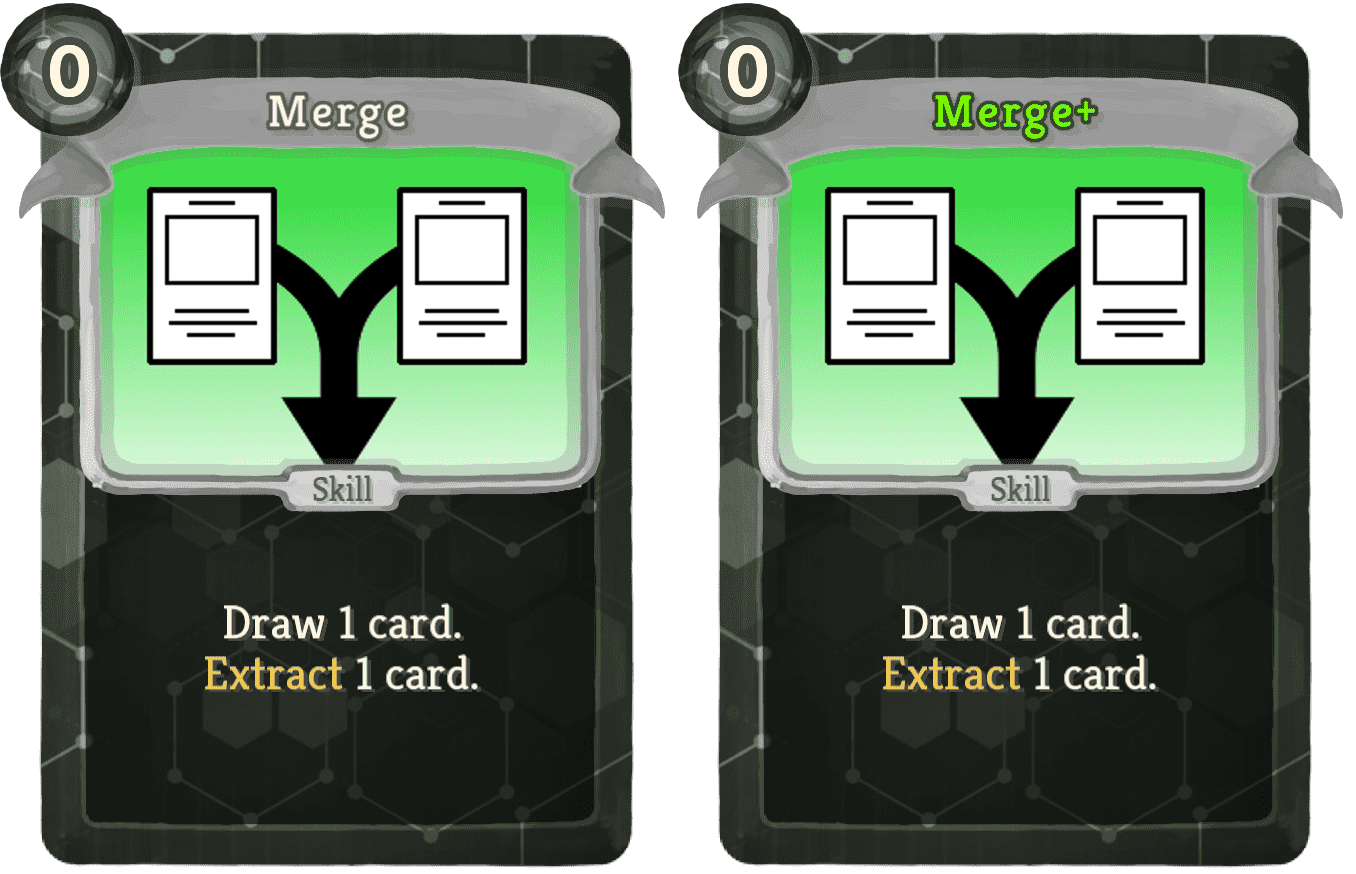 0
Merge
Skill
Draw 1 card.
Extract 1 card.
0
Merge+
Skill
Draw 1 card.
Extract 1 card.